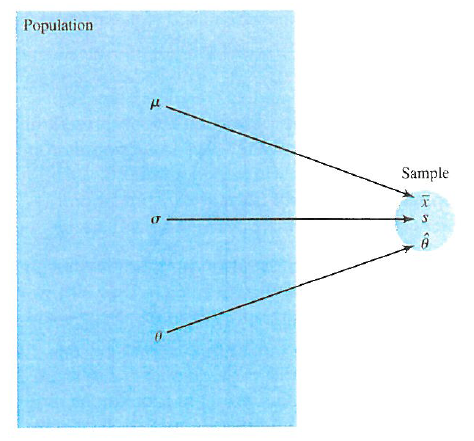 Population
μ
Sample
x̄
σ
s
θ̂
θ